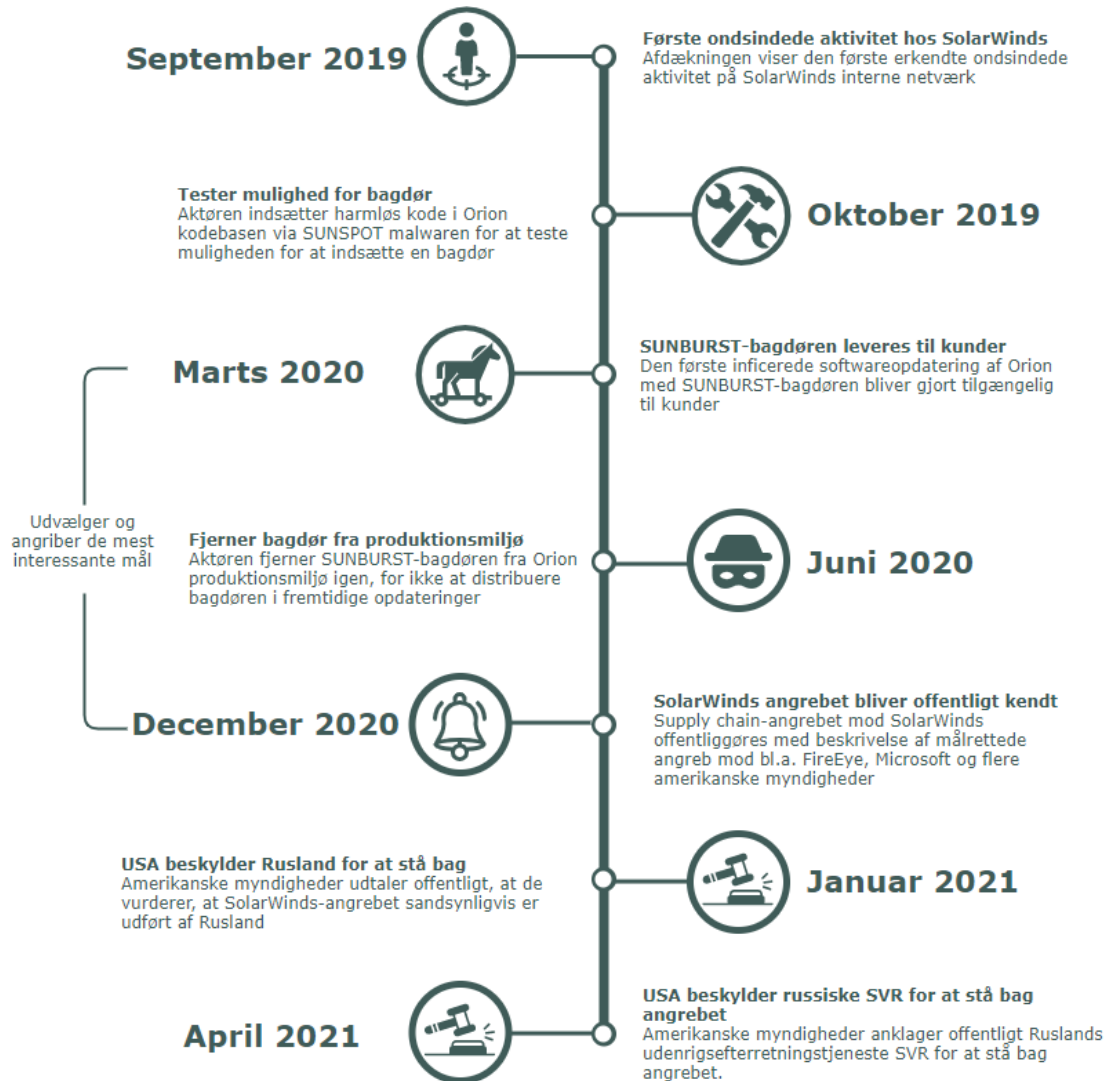 September 2019
Første ondsindede aktivitet hos SolarWinds
Afdækningen viser den første erkendte ondsindede
aktivitet på SolarWinds interne netværk
Tester mulighed for bagdør
Aktøren indsætter harmløs kode i Orion
kodebasen via SUNSPOT malwaren for at teste
muligheden for at indsætte en bagdør
Oktober 2019
Marts 2020
SUNBURST-bagdøren leveres til kunder
Den første inficerede softwareopdatering af Orion
med SUNBURST-bagdøren bliver gjort tilgængelig
til kunder
Udvælger og
angriber de mest
interessante mål
Fjerner bagdør fra produktionsmiljø
Aktøren fjerner SUNBURST-bagdøren fra Orion
produktionsmiljø igen, for ikke at distribuere
bagdøren i fremtidige opdateringer
Juni 2020
December 2020
SolarWinds angrebet bliver offentligt kendt
Supply chain-angrebet mod SolarWinds
offentliggøres med beskrivelse af målrettede
angreb mod bl.a. FireEye, Microsoft og flere
amerikanske myndigheder
USA beskylder Rusland for at stå bag
Amerikanske myndigheder udtaler offentligt, at de
vurderer, at SolarWinds-angrebet sandsynligvis er
udført af Rusland
Januar 2021
April 2021
USA beskylder russiske SVR for at stå bag
angrebet
Amerikanske myndigheder anklager offentligt Ruslands
udenrigsefterretningstjeneste SVR for at stå bag
angrebet.